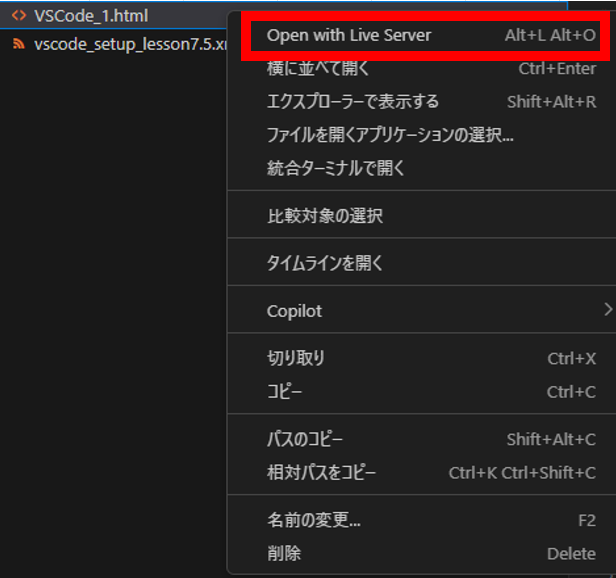 VSCode_1.html
vscode_setup_lesson7.5.x
Open with Live Server Alt+L Alt+O
横に並べて開く Ctrl+Enter
エクスプローラーで表示する Shift+Alt+R
ファイルを開くアプリケーションの選択...
統合ターミナルで開く
比較対象の選択
タイムラインを開く
Copilot
切り取り Ctrl+X
コピー Ctrl+C
パスのコピー Shift+Alt+C
相対パスをコピー Ctrl+K Ctrl+Shift+C
名前の変更... F2
削除 Delete